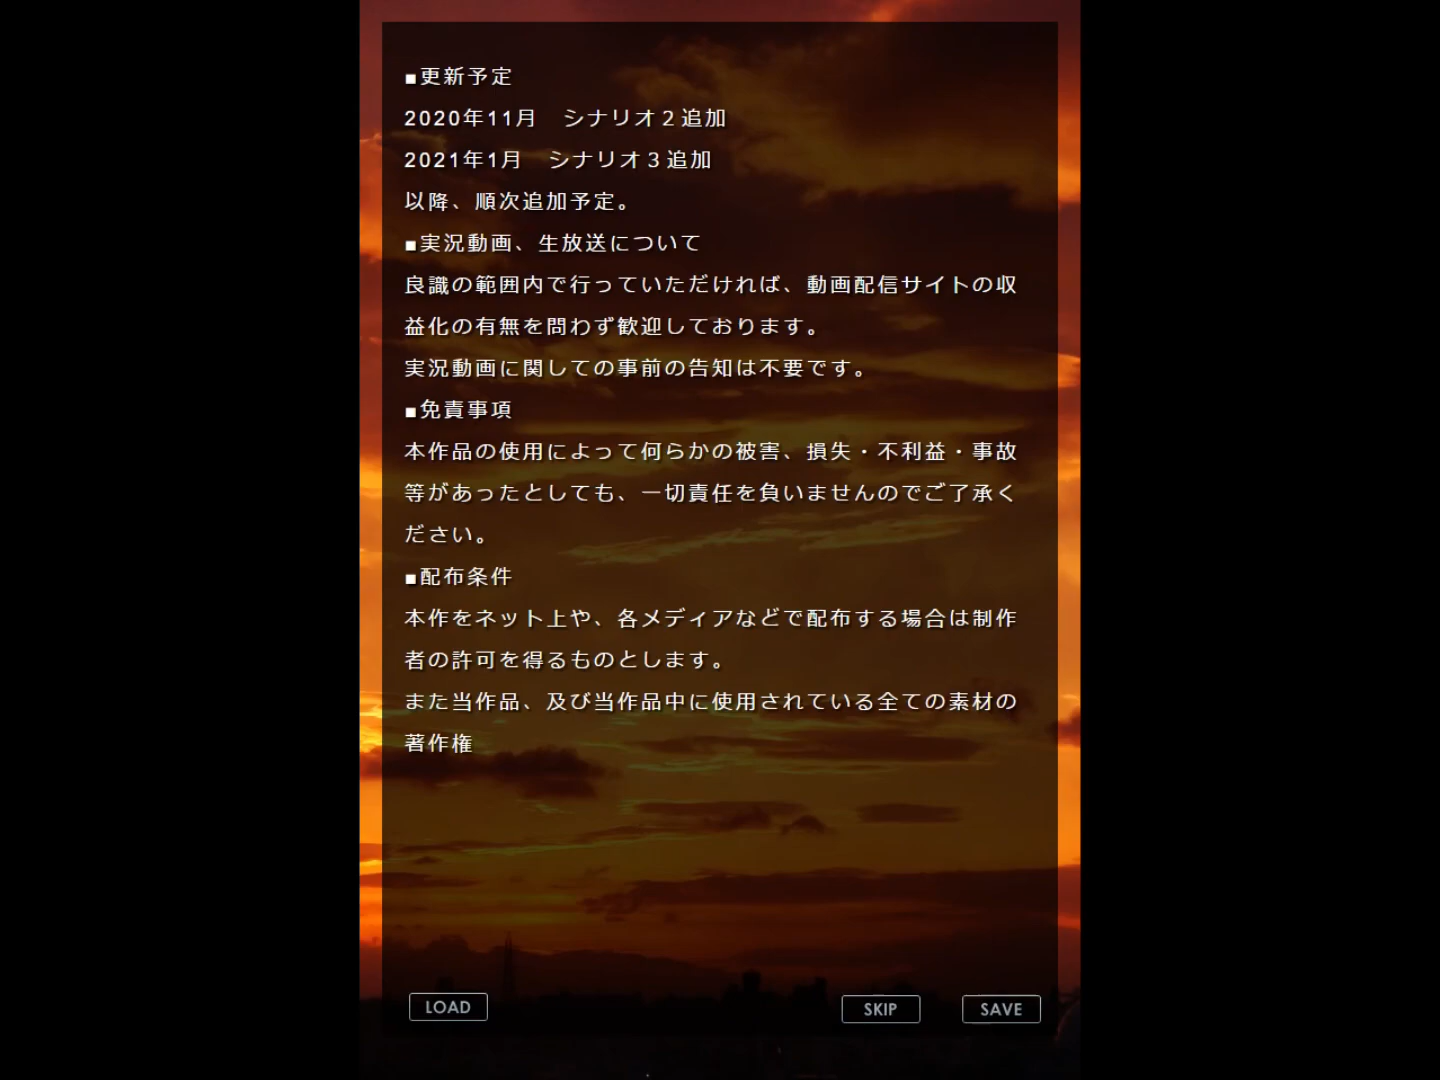 ■更新予定
2020年11月　シナリオ２追加
2021年1月　シナリオ３追加
以降、順次追加予定。
■実況動画、生放送について
良識の範囲内で行っていただければ、動画配信サイトの収
益化の有無を問わず歓迎しております。
実況動画に関しての事前の告知は不要です。
■免責事項
本作品の使用によって何らかの被害、損失・不利益・事故
等があったとしても、一切責任を負いませんのでご了承く
ださい。
■配布条件
本作をネット上や、各メディアなどで配布する場合は制作
者の許可を得るものとします。
また当作品、及び当作品中に使用されている全ての素材の
著作権
LOAD
SKIP
SAVE